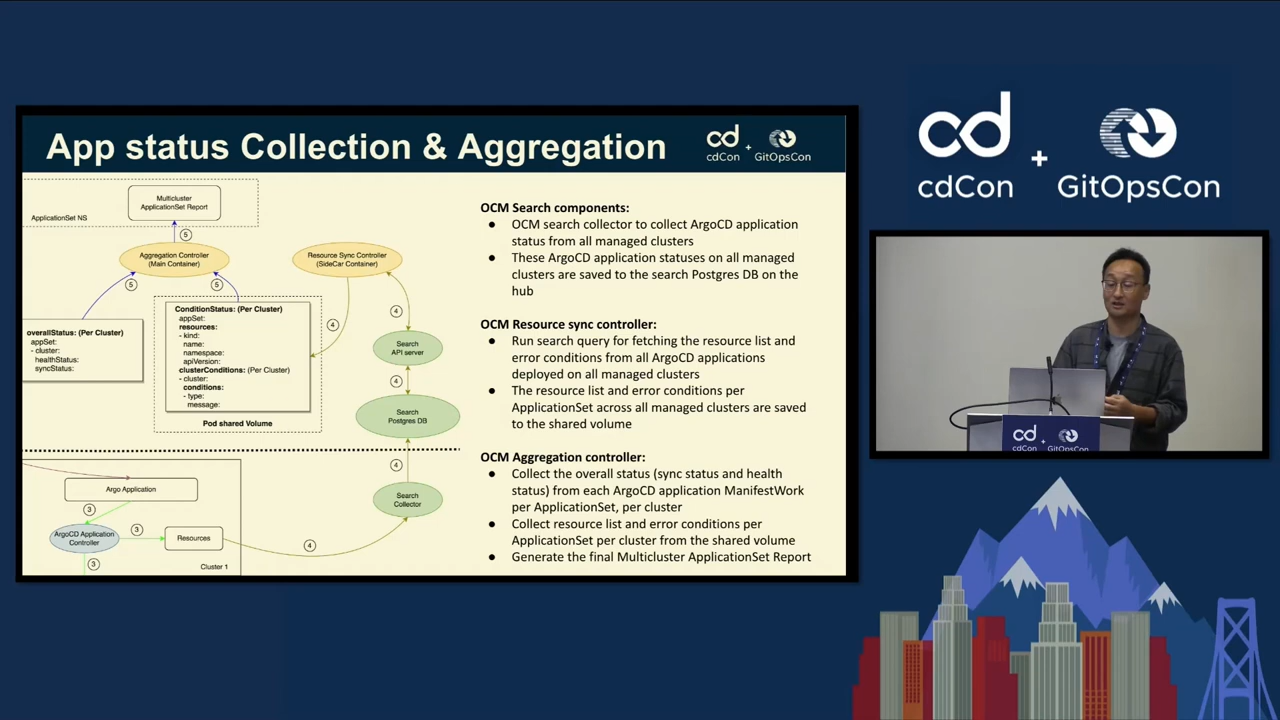 App status Collection & Aggregation
cd
cdCon
+
GitOpsCon
ApplicationSet NS
Multicluster
ApplicationSet Report
5
Aggregation Controller
(Main Container)
Resource Sync Controller
(SideCar Container)
5
5
overallStatus: (Per Cluster)
appSet:
- cluster:
healthStatus:
syncStatus:
ConditionStatus: (Per Cluster)
appSet:
resources:
- kind:
name:
namespace:
apiVersion:
clusterConditions: (Per Cluster)
- cluster:
conditions:
- type:
message:
Pod shared Volume
4
4
Search
API server
4
Search
Postgres DB
4
Search
Collector
Argo Application
3
ArgoCD Application
Controller
3
Resources
4
3
Cluster 1
OCM Search components:
● OCM search collector to collect ArgoCD application
status from all managed clusters
● These ArgoCD application statuses on all managed
clusters are saved to the search Postgres DB on the
hub
OCM Resource sync controller:
● Run search query for fetching the resource list and
error conditions from all ArgoCD applications
deployed on all managed clusters
● The resource list and error conditions per
ApplicationSet across all managed clusters are saved
to the shared volume
OCM Aggregation controller:
● Collect the overall status (sync status and health
status) from each ArgoCD application ManifestWork
per ApplicationSet, per cluster
● Collect resource list and error conditions per
ApplicationSet per cluster from the shared volume
● Generate the final Multicluster ApplicationSet Report
cd
cdCon
+
GitOpsCon
cd
cdCon
+
GitOpsCon